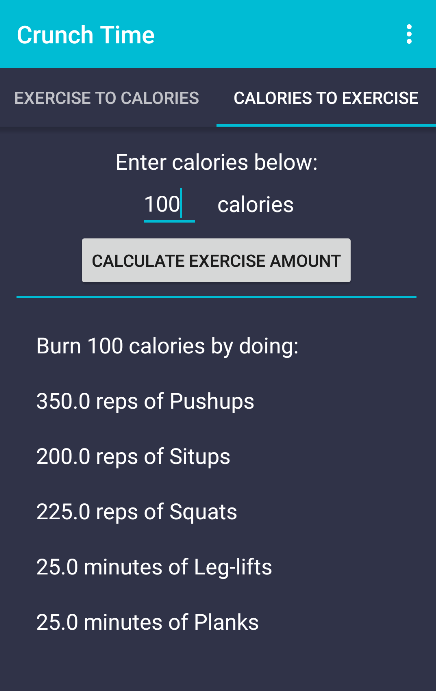 Crunch Time
EXERCISE TO CALORIES CALORIES TO EXERCISE
Enter calories below:
100 calories
CALCULATE EXERCISE AMOUNT
Burn 100 calories by doing:
350.0 reps of Pushups
200.0 reps of Situps
225.0 reps of Squats
25.0 minutes of Leg-lifts
25.0 minutes of Planks